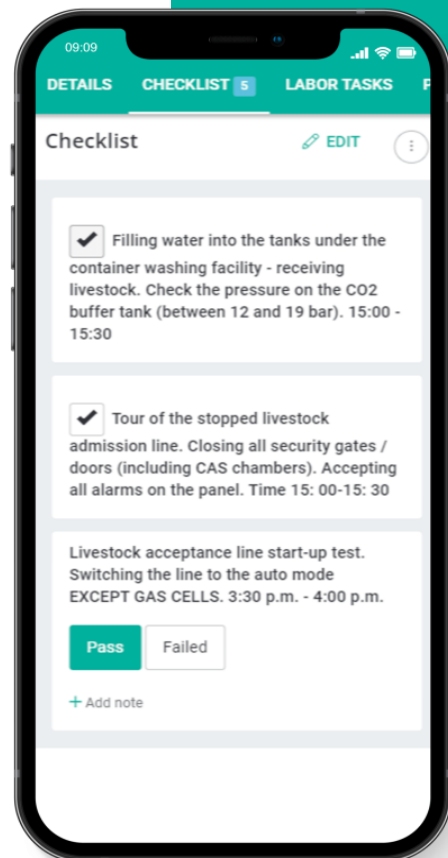 09:09
DETAILS CHECKLIST 5 LABOR TASKS
Checklist EDIT
Filling water into the tanks under the
container washing facility - receiving
livestock. Check the pressure on the CO2
buffer tank (between 12 and 19 bar). 15:00 -
15:30
Tour of the stopped livestock
admission line. Closing all security gates /
doors (including CAS chambers). Accepting
all alarms on the panel. Time 15: 00-15: 30
Livestock acceptance line start-up test.
Switching the line to the auto mode
EXCEPT GAS CELLS. 3:30 p.m. - 4:00 p.m.
Pass Failed
+ Add note